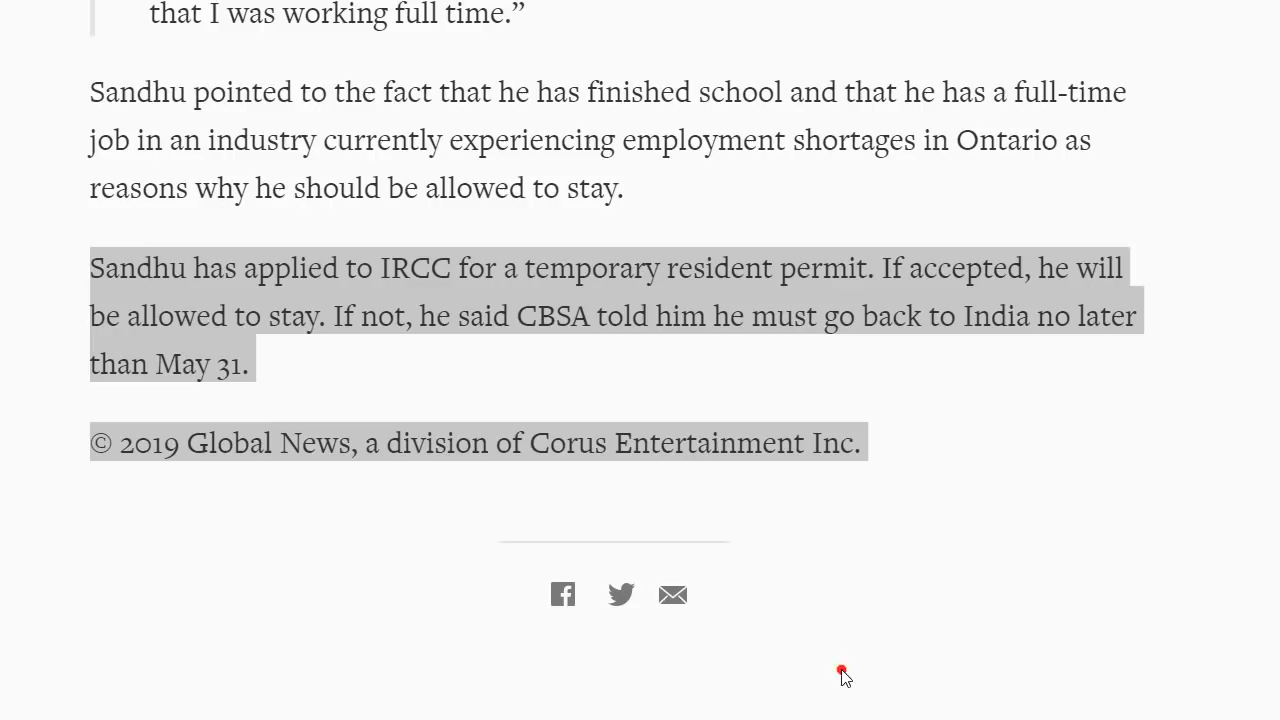 that I was working full time.”
Sandhu pointed to the fact that he has finished school and that he has a full-time
job in an industry currently experiencing employment shortages in Ontario as
reasons why he should be allowed to stay.
Sandhu has applied to IRCC for a temporary resident permit. If accepted, he will
be allowed to stay. If not, he said CBSA told him he must go back to India no later
than May 31.
© 2019 Global News, a division of Corus Entertainment Inc.